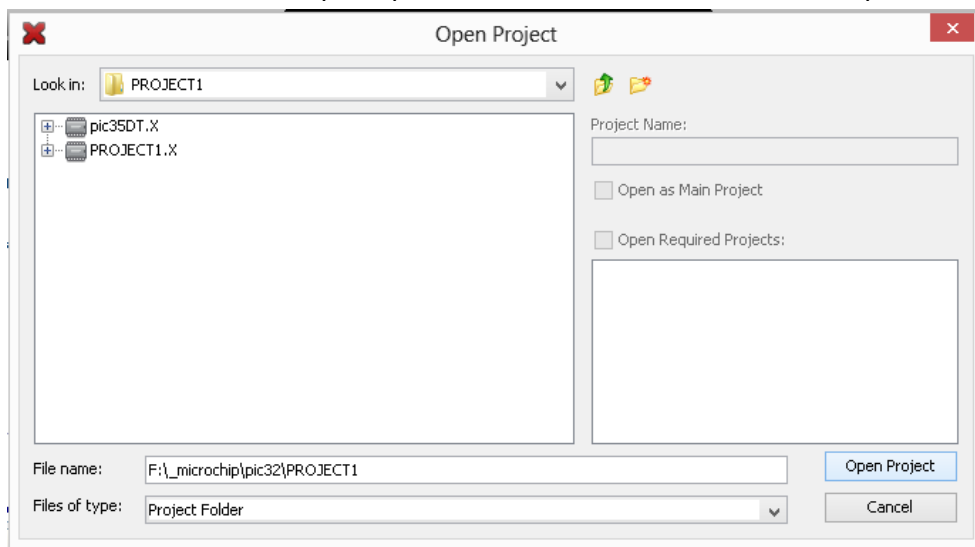 Open Project
Look in: PROJECT1
pic35DT.X
PROJECT1.X
Project Name:
Open as Main Project
Open Required Projects:
File name: F:\_microchip\pic32\PROJECT1
Open Project
Files of type: Project Folder
Cancel